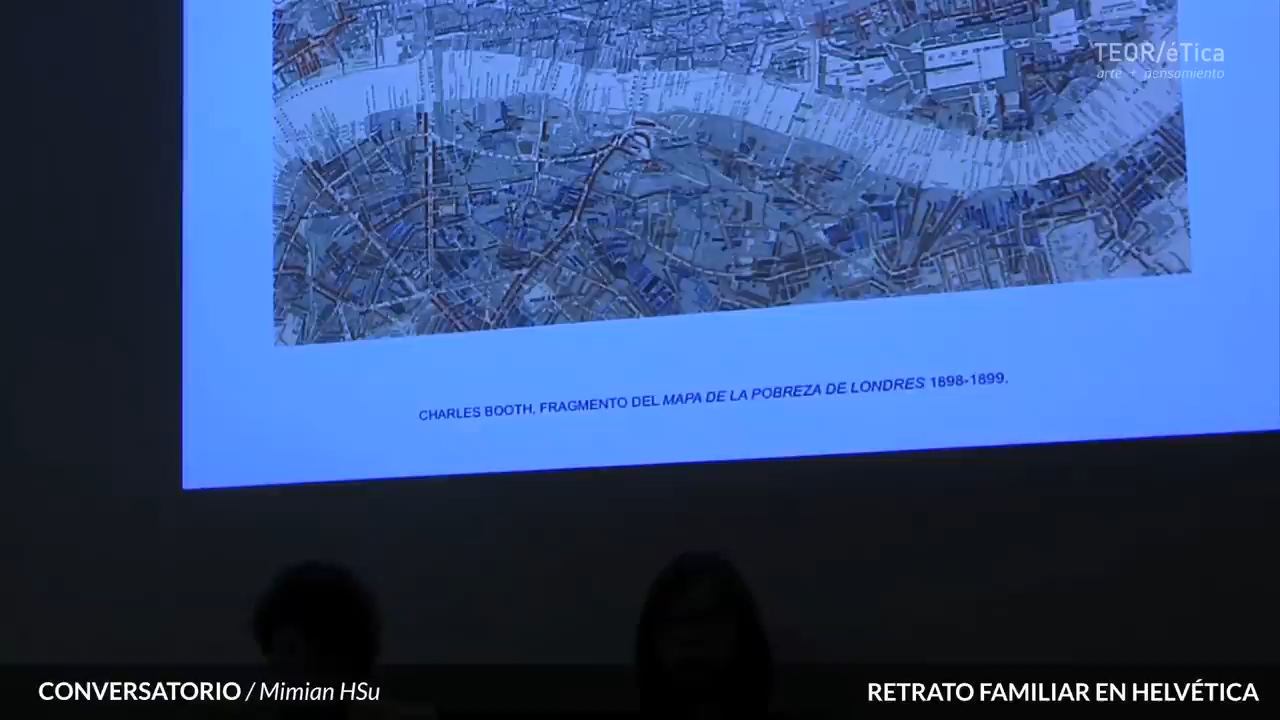 TEOR/éTica
arte + pensamiento
CHARLES BOOTH, FRAGMENTO DEL MAPA DE LA POBREZA DE LONDRES 1898-1899.
CONVERSATORIO / Mimian HSu
RETRATO FAMILIAR EN HELVÉTICA